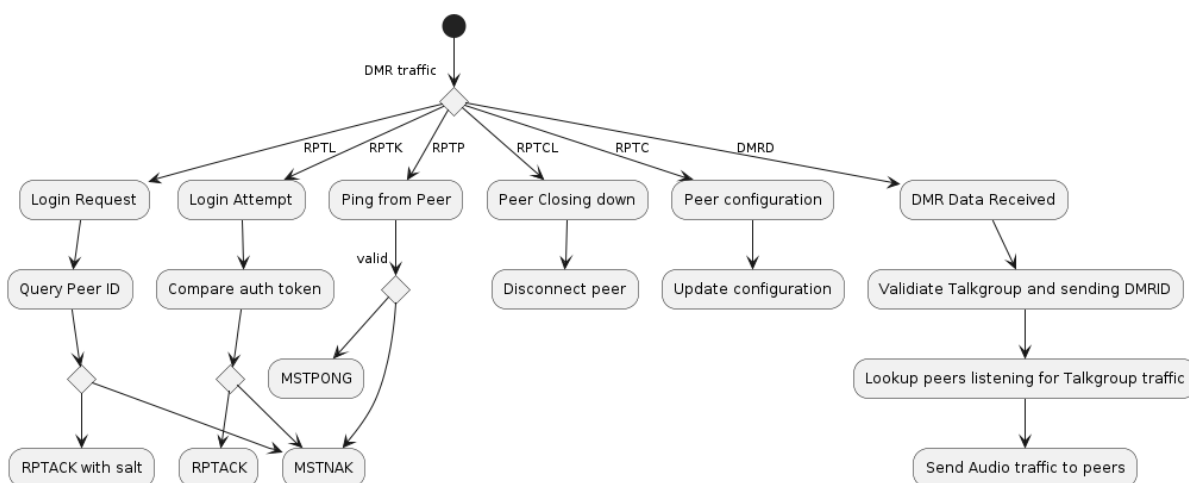 DMR traffic
RPTL
RPTK
RPTP
RPTCL
RPTC
DMRD
Login Request
Login Attempt
Ping from Peer
Peer Closing down
Peer configuration
DMR Data Received
valid
Query Peer ID
Compare auth token
Disconnect peer
Update configuration
Validiate Talkgroup and sending DMRID
MSTPONG
Lookup peers listening for Talkgroup traffic
RPTACK with salt
RPTACK
MSTNAK
Send Audio traffic to peers